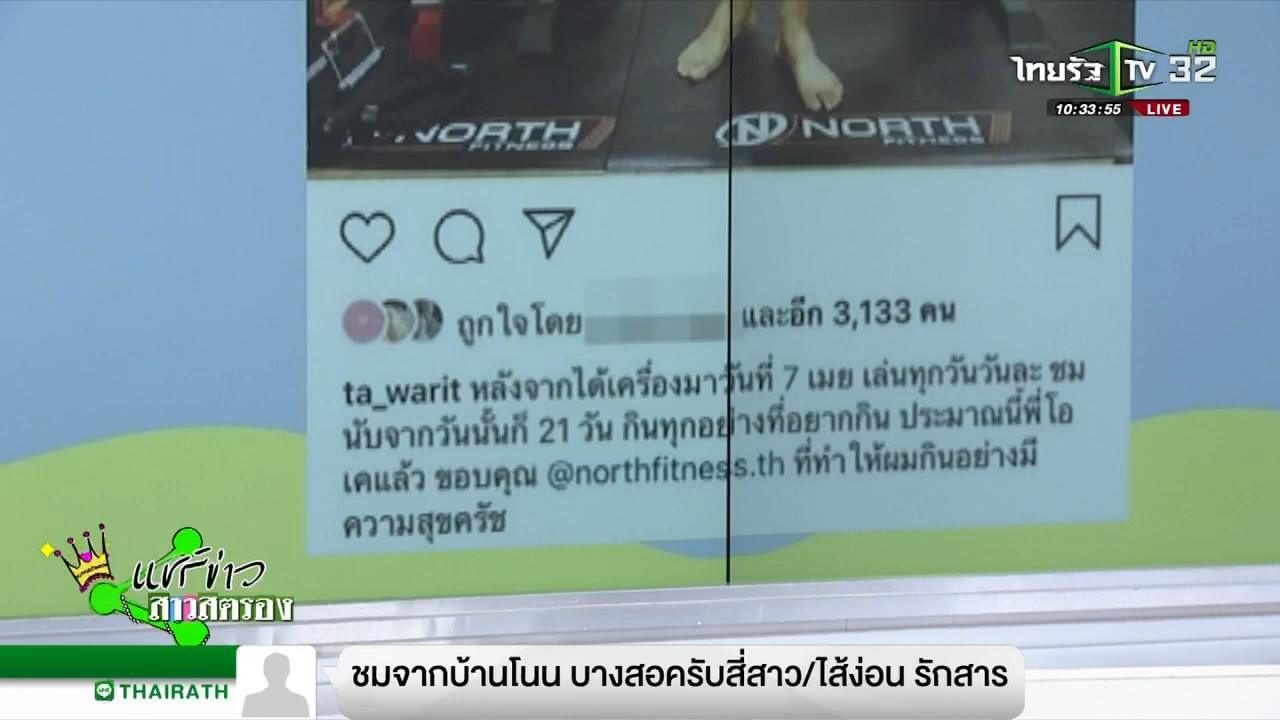 ไทยรัฐ TV HD 32
10:33:55 LIVE
NORTH FITNESS
NORTH FITNESS
ถูกใจโดย และอีก 3,133 คน
ta_warit หลังจากได้เครื่องมาวันที่ 7 เมย เล่นทุกวันวันละ ชม
นับจากวันนั้นก็ 21 วัน กินทุกอย่างที่อยากกิน ประมาณนี้พี่โอ
เคแล้ว ขอบคุณ @northfitness.th ที่ทำให้ผมกินอย่างมี
ความสุขครัช
แชร์ข่าว
สาวสตรอง
THAIRATH
ชมจากบ้านโนน บางสอครับสี่สาว/ไส้ง่อน รักสาร